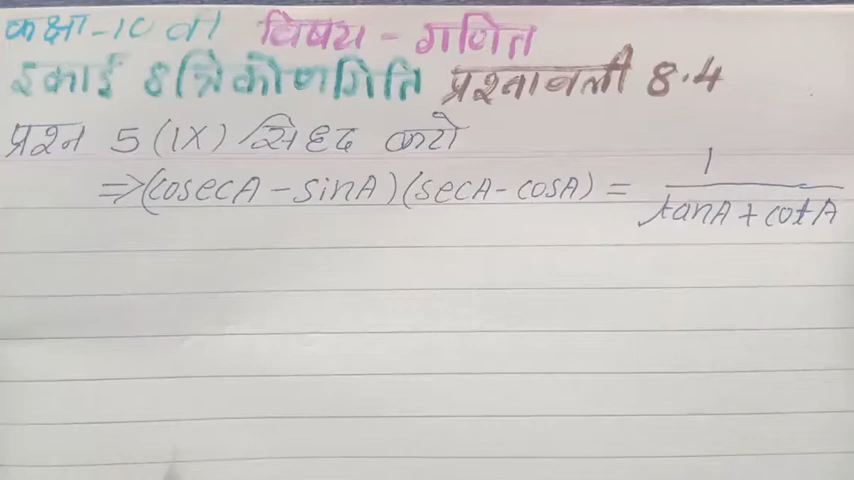 कक्षा-10 वी विषय - गणित
इकाई 8 त्रिकोणमिति प्रश्नावली 8.4
प्रश्न 5 (IX) सिद्ध करो
⇒ (cosecA - sinA) (secA - cosA) = 1 / (tanA + cotA)